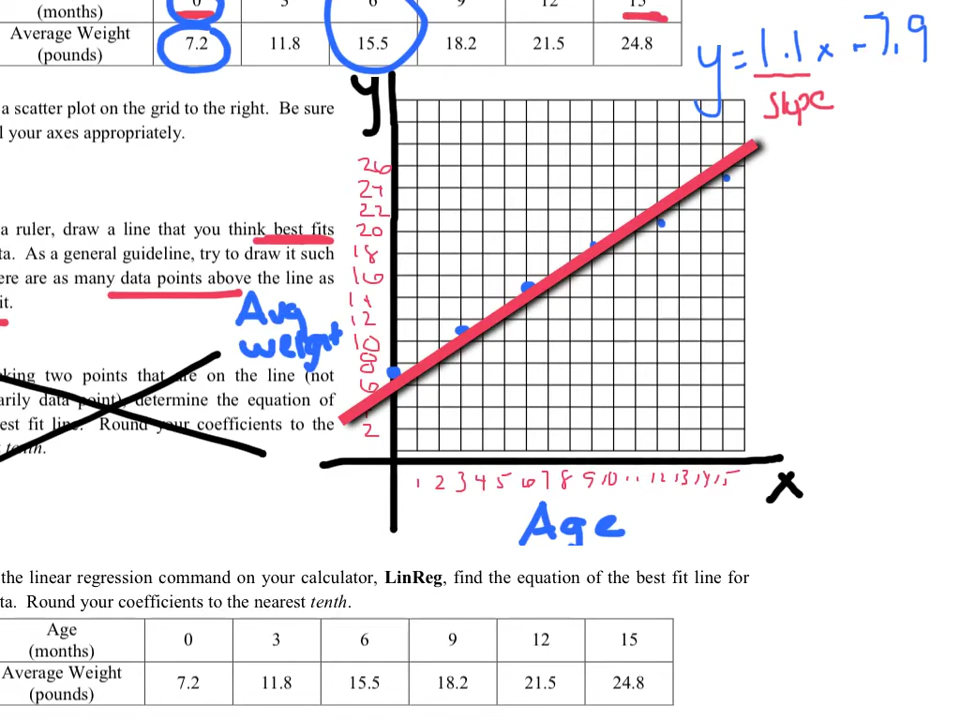 (months) 0 3 6 9 12 15
Average Weight
(pounds) 7.2 11.8 15.5 18.2 21.5 24.8
y = 1.1x - 7.9
slope
y
a scatter plot on the grid to the right. Be sure
l your axes appropriately.
a ruler, draw a line that you think best fits
ta. As a general guideline, try to draw it such
ere are as many data points above the line as
it.
Avg
weight
king two points that are on the line (not
arily data point), determine the equation of
est fit line. Round your coefficients to the
tenth.
26
24
22
20
18
16
14
12
10
8
6
2
1 2 3 4 5 6 7 8 9 10 11 12 13 14 15
x
Age
the linear regression command on your calculator, LinReg, find the equation of the best fit line for
ta. Round your coefficients to the nearest tenth.
Age
(months) 0 3 6 9 12 15
Average Weight
(pounds) 7.2 11.8 15.5 18.2 21.5 24.8